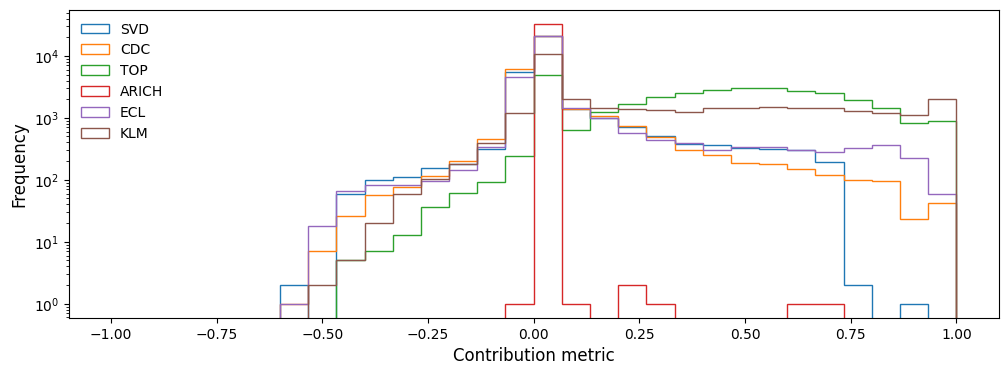 SVD
CDC
TOP
ARICH
ECL
KLM
Frequency
10⁴
10³
10²
10¹
10⁰
−1.00 −0.75 −0.50 −0.25 0.00 0.25 0.50 0.75 1.00
Contribution metric